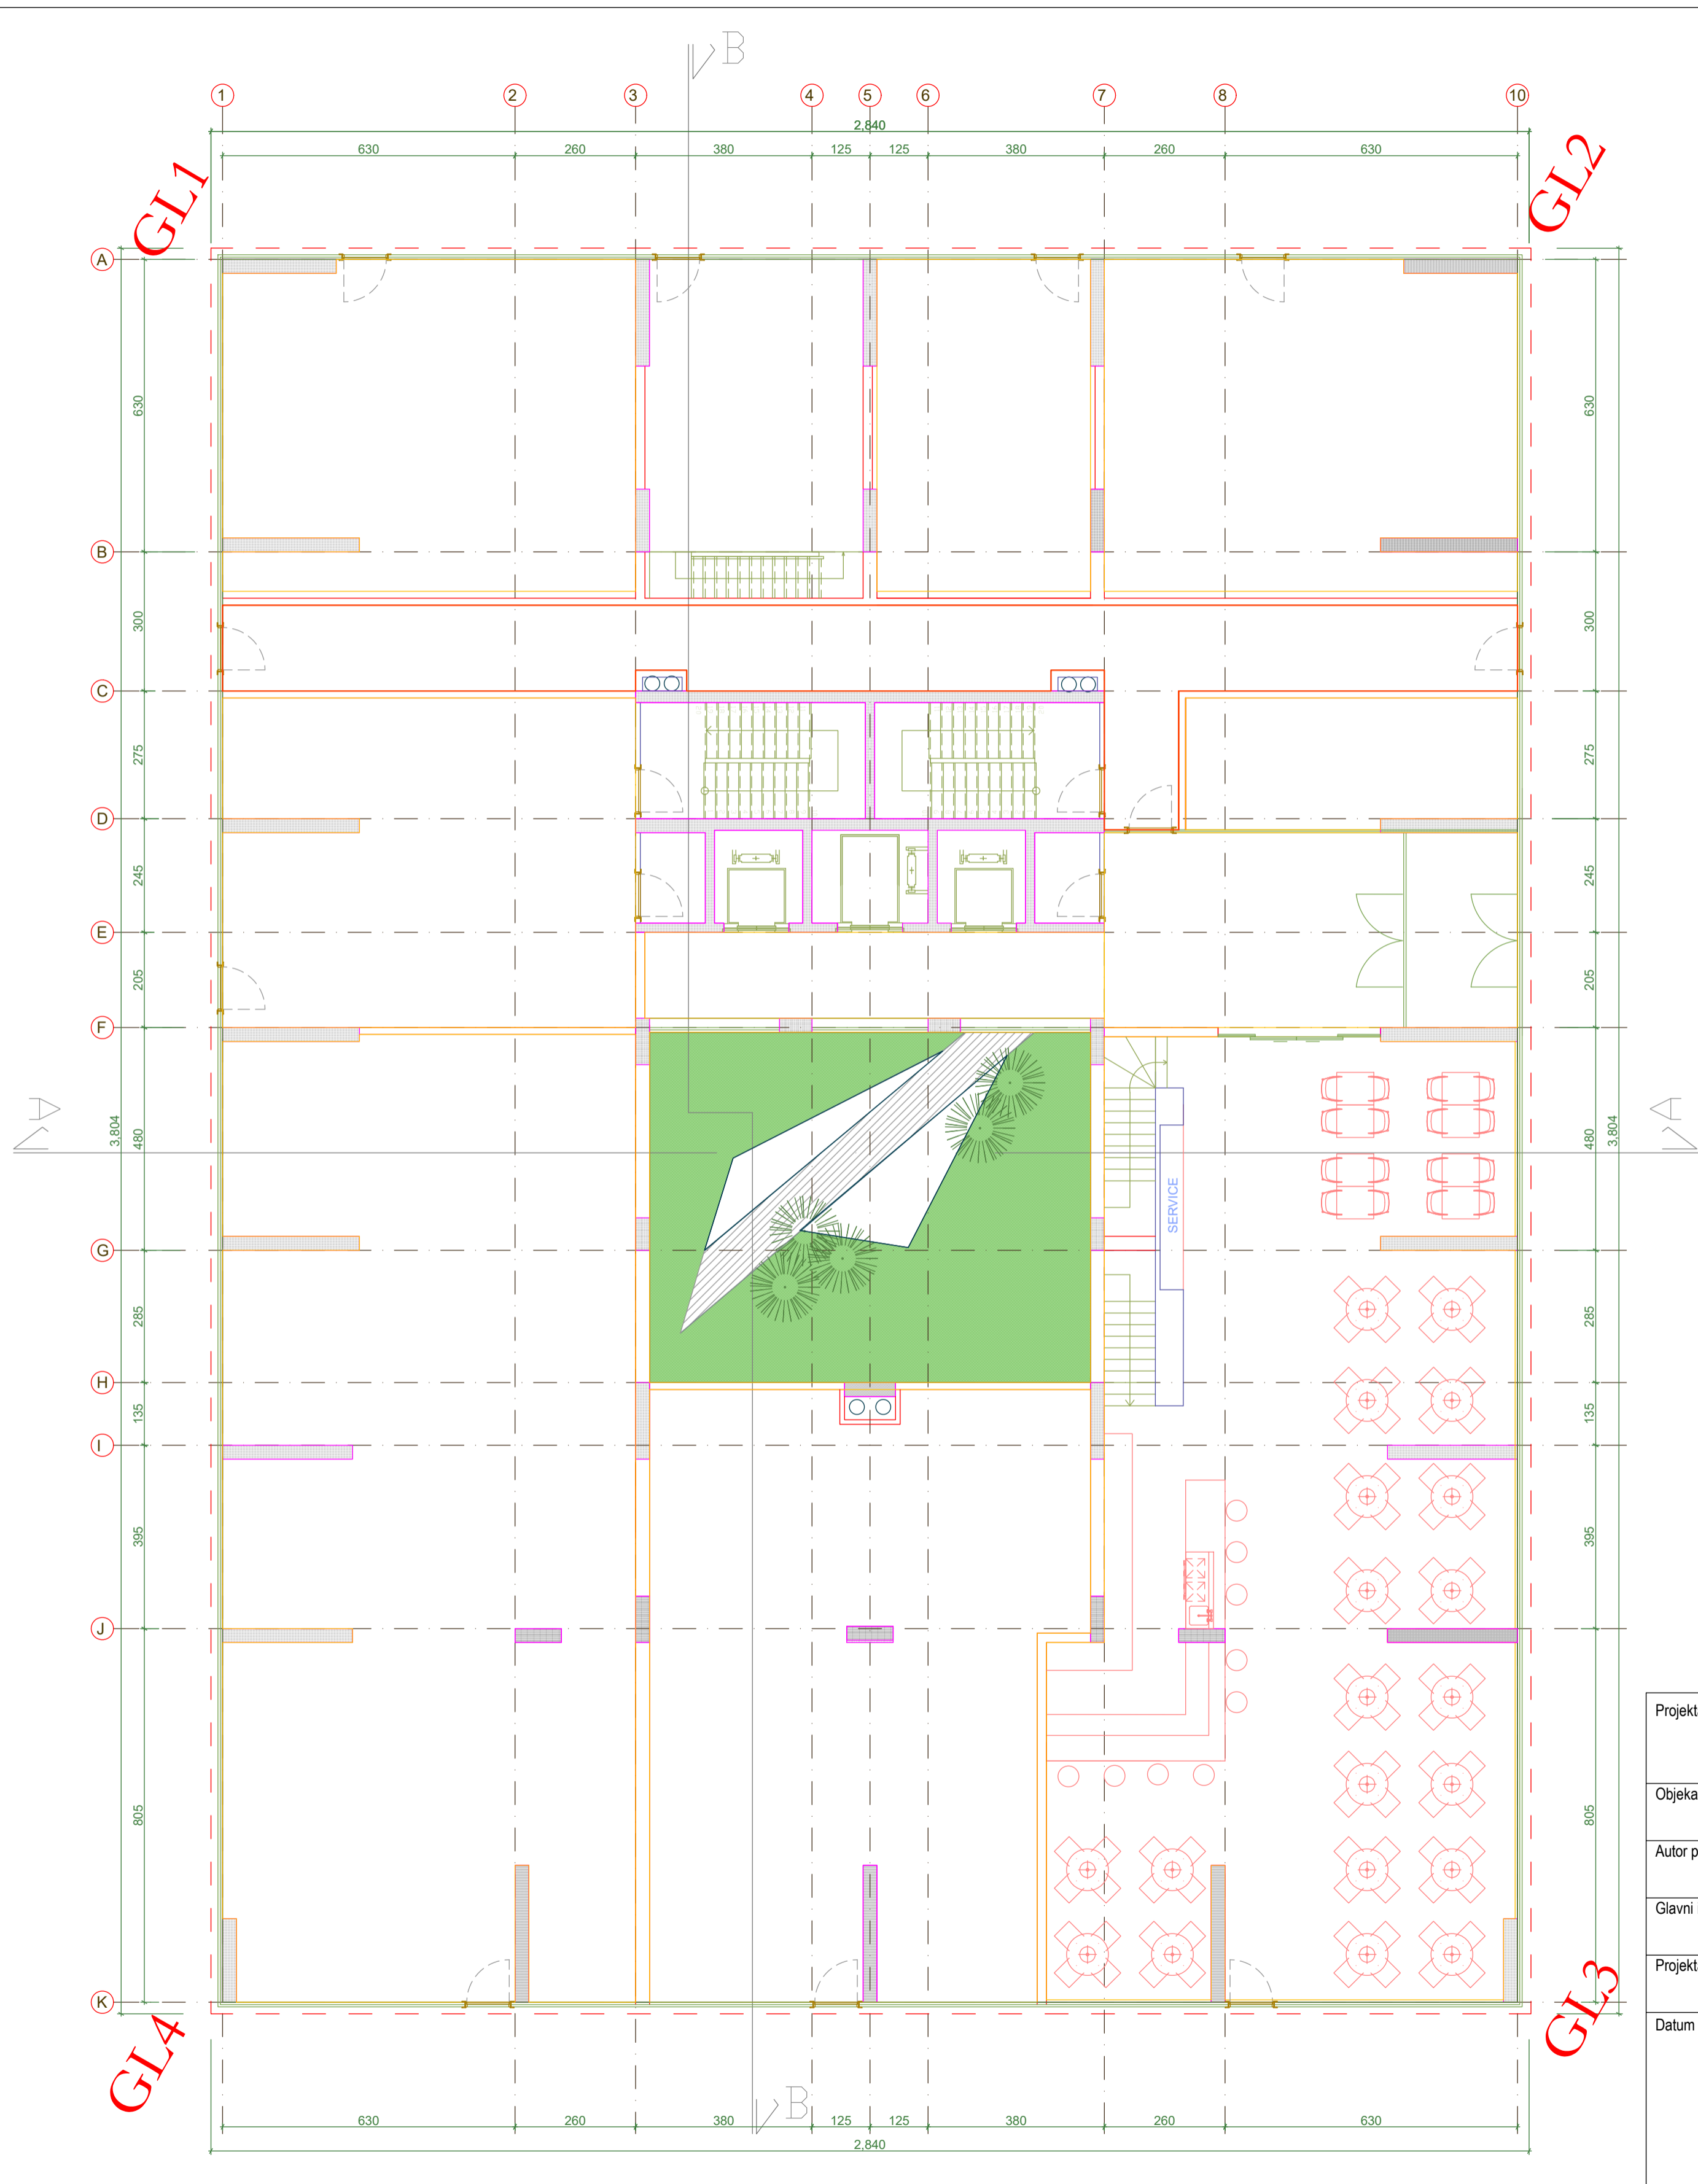 B
1 2 3 4 5 6 7 8 10
2,840
630 260 380 125 125 380 260 630
GL1
GL2
A
630 630
B
300 300
C
275 275
D
245 245
E
205 205
F
A A
3,804 480 480 3,804
SERVICE
G
285 285
H
135 135
I
395 395
J
Projekt
Objeka
805 805
Autor p
Glavni
Projekt
K
GL3
Datum
GL4
B
630 260 380 125 125 380 260 630
2,840